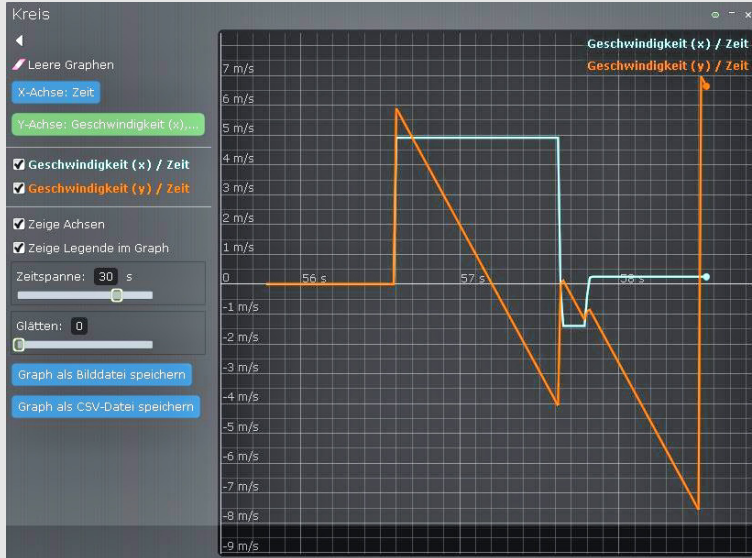 Kreis
Leere Graphen
X-Achse: Zeit
Y-Achse: Geschwindigkeit (x),...
Geschwindigkeit (x) / Zeit
Geschwindigkeit (y) / Zeit
Zeige Achsen
Zeige Legende im Graph
Zeitspanne: 30 s
Glätten: 0
Graph als Bilddatei speichern
Graph als CSV-Datei speichern
Geschwindigkeit (x) / Zeit
Geschwindigkeit (y) / Zeit
7 m/s
6 m/s
5 m/s
4 m/s
3 m/s
2 m/s
1 m/s
0 56 s 57 s 58 s
-1 m/s
-2 m/s
-3 m/s
-4 m/s
-5 m/s
-6 m/s
-7 m/s
-8 m/s
-9 m/s